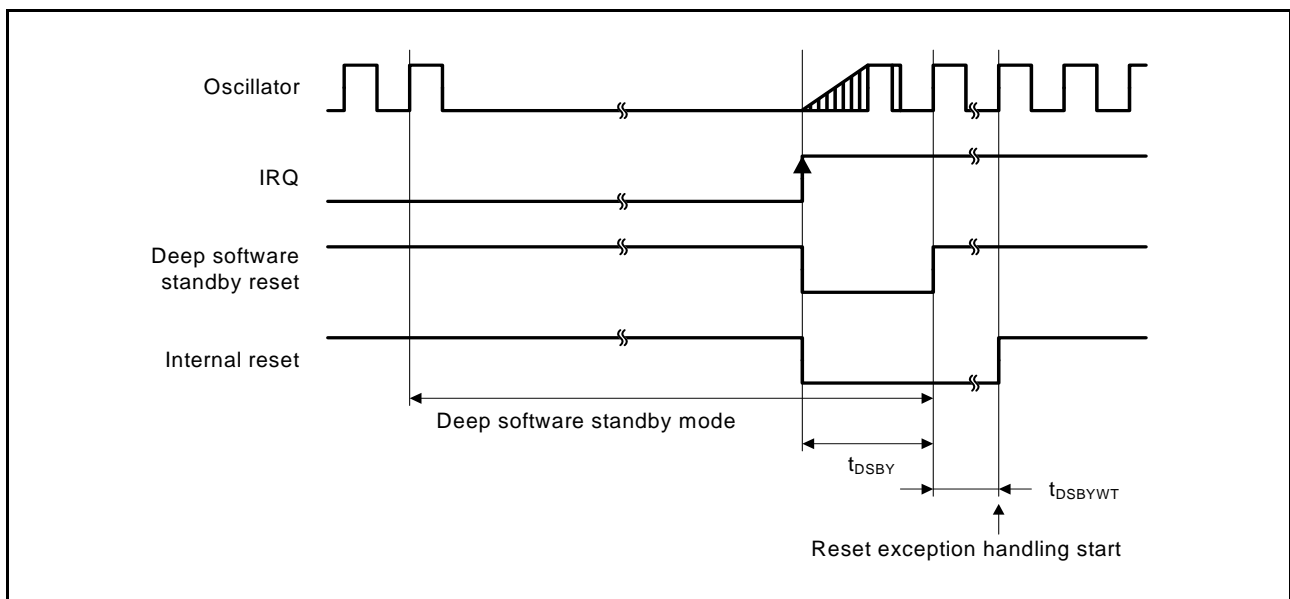 Oscillator
IRQ
Deep software
standby reset
Internal reset
Deep software standby mode
tDSBY
tDSBYWT
Reset exception handling start